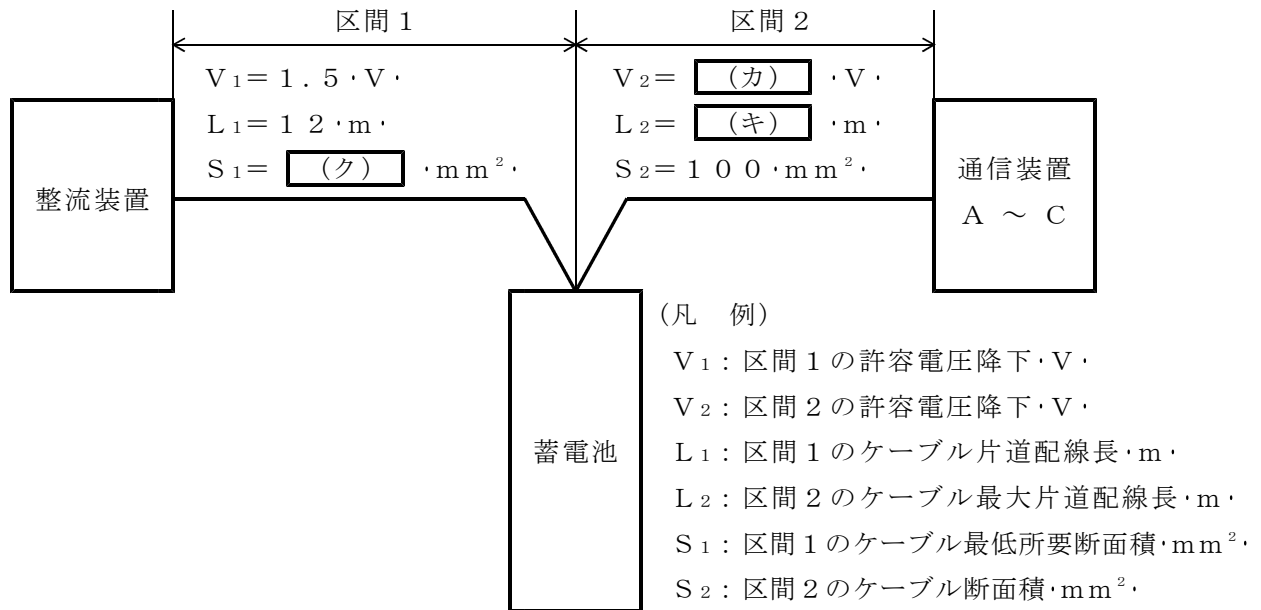 区間１ 区間２
Ｖ₁＝１.５･Ｖ･ Ｖ₂＝ （カ） ･Ｖ･
Ｌ₁＝１２･ｍ･ Ｌ₂＝ （キ） ･ｍ･
Ｓ₁＝ （ク） ･ｍｍ²･ Ｓ₂＝１００･ｍｍ²･
整流装置
通信装置
Ａ ～ Ｃ
蓄電池
（凡 例）
Ｖ₁：区間１の許容電圧降下･Ｖ･
Ｖ₂：区間２の許容電圧降下･Ｖ･
Ｌ₁：区間１のケーブル片道配線長･ｍ･
Ｌ₂：区間２のケーブル最大片道配線長･ｍ･
Ｓ₁：区間１のケーブル最低所要断面積･ｍｍ²･
Ｓ₂：区間２のケーブル断面積･ｍｍ²･